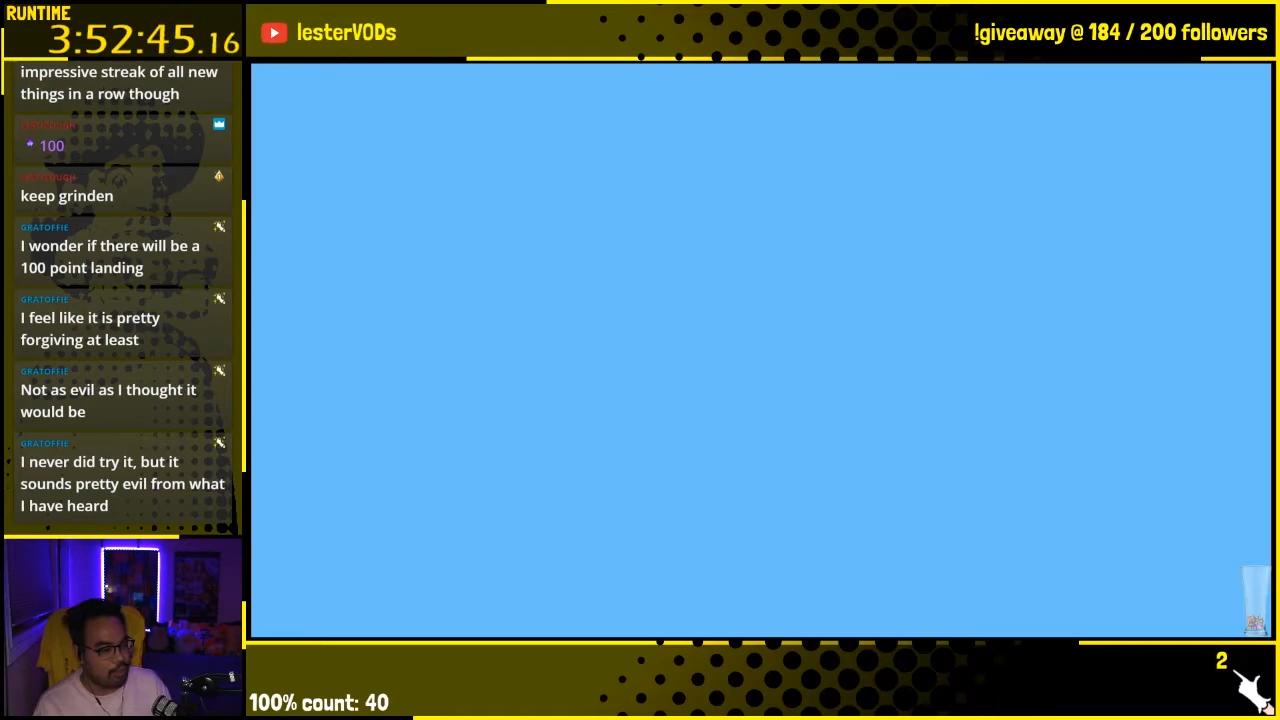 RUNTIME
3:52:45.16
lesterVODs
!giveaway @ 184 / 200 followers
impressive streak of all new
things in a row though
100
keep grinden
GRATOFFIE
I wonder if there will be a
100 point landing
GRATOFFIE
I feel like it is pretty
forgiving at least
GRATOFFIE
Not as evil as I thought it
would be
GRATOFFIE
I never did try it, but it
sounds pretty evil from what
I have heard
2
100% count: 40